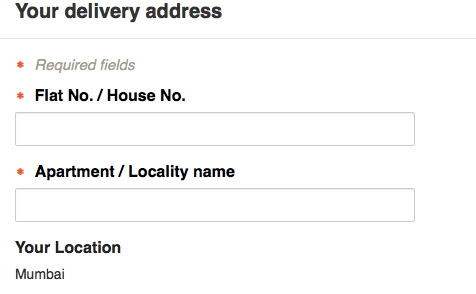 Your delivery address
* Required fields
* Flat No. / House No.
* Apartment / Locality name
Your Location
Mumbai